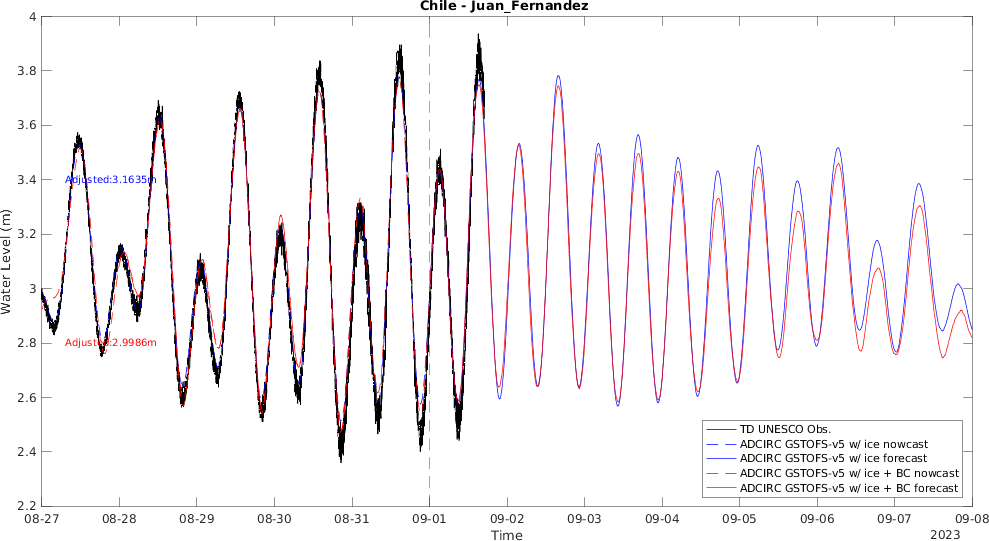 Chile - Juan_Fernandez
4
3.8
3.6
3.4
3.2
3
2.8
2.6
2.4
2.2
Water Level (m)
Adjusted:3.1635m
Adjusted:2.9986m
TD UNESCO Obs.
ADCIRC GSTOFS-v5 w/ ice nowcast
ADCIRC GSTOFS-v5 w/ ice forecast
ADCIRC GSTOFS-v5 w/ ice + BC nowcast
ADCIRC GSTOFS-v5 w/ ice + BC forecast
08-27 08-28 08-29 08-30 08-31 09-01 09-02 09-03 09-04 09-05 09-06 09-07 09-08
Time
2023